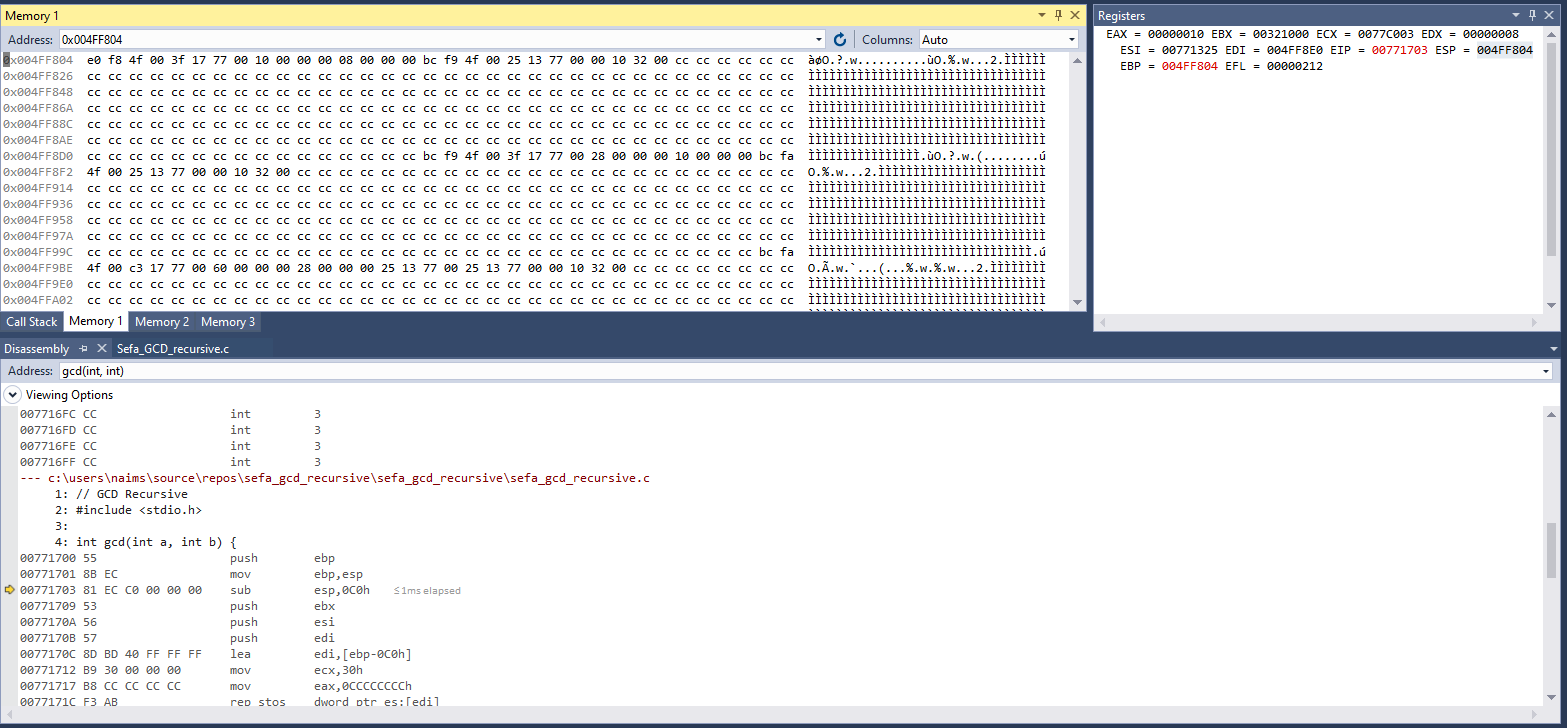 Memory 1
Address: 0x004FF804 Columns: Auto
0x004FF804 e0 f8 4f 00 3f 17 77 00 10 00 00 00 08 00 00 00 bc f9 4f 00 25 13 77 00 00 10 32 00 cc cc cc cc cc cc àøO.?.w..........ùO.%.w...2.ÌÌÌÌÌÌ
0x004FF826 cc cc cc cc cc cc cc cc cc cc cc cc cc cc cc cc cc cc cc cc cc cc cc cc cc cc cc cc cc cc cc cc cc cc ÌÌÌÌÌÌÌÌÌÌÌÌÌÌÌÌÌÌÌÌÌÌÌÌÌÌÌÌÌÌÌÌÌÌ
0x004FF848 cc cc cc cc cc cc cc cc cc cc cc cc cc cc cc cc cc cc cc cc cc cc cc cc cc cc cc cc cc cc cc cc cc cc ÌÌÌÌÌÌÌÌÌÌÌÌÌÌÌÌÌÌÌÌÌÌÌÌÌÌÌÌÌÌÌÌÌÌ
0x004FF86A cc cc cc cc cc cc cc cc cc cc cc cc cc cc cc cc cc cc cc cc cc cc cc cc cc cc cc cc cc cc cc cc cc cc ÌÌÌÌÌÌÌÌÌÌÌÌÌÌÌÌÌÌÌÌÌÌÌÌÌÌÌÌÌÌÌÌÌÌ
0x004FF88C cc cc cc cc cc cc cc cc cc cc cc cc cc cc cc cc cc cc cc cc cc cc cc cc cc cc cc cc cc cc cc cc cc cc ÌÌÌÌÌÌÌÌÌÌÌÌÌÌÌÌÌÌÌÌÌÌÌÌÌÌÌÌÌÌÌÌÌÌ
0x004FF8AE cc cc cc cc cc cc cc cc cc cc cc cc cc cc cc cc cc cc cc cc cc cc cc cc cc cc cc cc cc cc cc cc cc cc ÌÌÌÌÌÌÌÌÌÌÌÌÌÌÌÌÌÌÌÌÌÌÌÌÌÌÌÌÌÌÌÌÌÌ
0x004FF8D0 cc cc cc cc cc cc cc cc cc cc cc cc cc cc cc cc bc f9 4f 00 3f 17 77 00 28 00 00 00 10 00 00 00 bc fa ÌÌÌÌÌÌÌÌÌÌÌÌÌÌÌÌ.ùO.?.w.(........ú
0x004FF8F2 4f 00 25 13 77 00 00 10 32 00 cc cc cc cc cc cc cc cc cc cc cc cc cc cc cc cc cc cc cc cc cc cc cc cc O.%.w...2.ÌÌÌÌÌÌÌÌÌÌÌÌÌÌÌÌÌÌÌÌÌÌÌÌ
0x004FF914 cc cc cc cc cc cc cc cc cc cc cc cc cc cc cc cc cc cc cc cc cc cc cc cc cc cc cc cc cc cc cc cc cc cc ÌÌÌÌÌÌÌÌÌÌÌÌÌÌÌÌÌÌÌÌÌÌÌÌÌÌÌÌÌÌÌÌÌÌ
0x004FF936 cc cc cc cc cc cc cc cc cc cc cc cc cc cc cc cc cc cc cc cc cc cc cc cc cc cc cc cc cc cc cc cc cc cc ÌÌÌÌÌÌÌÌÌÌÌÌÌÌÌÌÌÌÌÌÌÌÌÌÌÌÌÌÌÌÌÌÌÌ
0x004FF958 cc cc cc cc cc cc cc cc cc cc cc cc cc cc cc cc cc cc cc cc cc cc cc cc cc cc cc cc cc cc cc cc cc cc ÌÌÌÌÌÌÌÌÌÌÌÌÌÌÌÌÌÌÌÌÌÌÌÌÌÌÌÌÌÌÌÌÌÌ
0x004FF97A cc cc cc cc cc cc cc cc cc cc cc cc cc cc cc cc cc cc cc cc cc cc cc cc cc cc cc cc cc cc cc cc cc cc ÌÌÌÌÌÌÌÌÌÌÌÌÌÌÌÌÌÌÌÌÌÌÌÌÌÌÌÌÌÌÌÌÌÌ
0x004FF99C cc cc cc cc cc cc cc cc cc cc cc cc cc cc cc cc cc cc cc cc cc cc cc cc cc cc cc cc cc cc cc cc bc fa ÌÌÌÌÌÌÌÌÌÌÌÌÌÌÌÌÌÌÌÌÌÌÌÌÌÌÌÌÌÌÌÌ.ú
0x004FF9BE 4f 00 c3 17 77 00 60 00 00 00 28 00 00 00 25 13 77 00 25 13 77 00 00 10 32 00 cc cc cc cc cc cc cc cc O.Ã.w.`...(...%.w.%.w...2.ÌÌÌÌÌÌÌÌ
0x004FF9E0 cc cc cc cc cc cc cc cc cc cc cc cc cc cc cc cc cc cc cc cc cc cc cc cc cc cc cc cc cc cc cc cc cc cc ÌÌÌÌÌÌÌÌÌÌÌÌÌÌÌÌÌÌÌÌÌÌÌÌÌÌÌÌÌÌÌÌÌÌ
0x004FFA02 cc cc cc cc cc cc cc cc cc cc cc cc cc cc cc cc cc cc cc cc cc cc cc cc cc cc cc cc cc cc cc cc cc cc ÌÌÌÌÌÌÌÌÌÌÌÌÌÌÌÌÌÌÌÌÌÌÌÌÌÌÌÌÌÌÌÌÌÌ
Call Stack Memory 1 Memory 2 Memory 3
Registers
EAX = 00000010 EBX = 00321000 ECX = 0077C003 EDX = 00000008
ESI = 00771325 EDI = 004FF8E0 EIP = 00771703 ESP = 004FF804
EBP = 004FF804 EFL = 00000212
Disassembly Sefa_GCD_recursive.c
Address: gcd(int, int)
Viewing Options
007716FC CC int 3
007716FD CC int 3
007716FE CC int 3
007716FF CC int 3
--- c:\users\naims\source\repos\sefa_gcd_recursive\sefa_gcd_recursive\sefa_gcd_recursive.c
1: // GCD Recursive
2: #include <stdio.h>
3:
4: int gcd(int a, int b) {
00771700 55 push ebp
00771701 8B EC mov ebp,esp
00771703 81 EC C0 00 00 00 sub esp,0C0h ≤1ms elapsed
00771709 53 push ebx
0077170A 56 push esi
0077170B 57 push edi
0077170C 8D BD 40 FF FF FF lea edi,[ebp-0C0h]
00771712 B9 30 00 00 00 mov ecx,30h
00771717 B8 CC CC CC CC mov eax,0CCCCCCCCh
0077171C F3 AB rep stos dword ptr es:[edi]